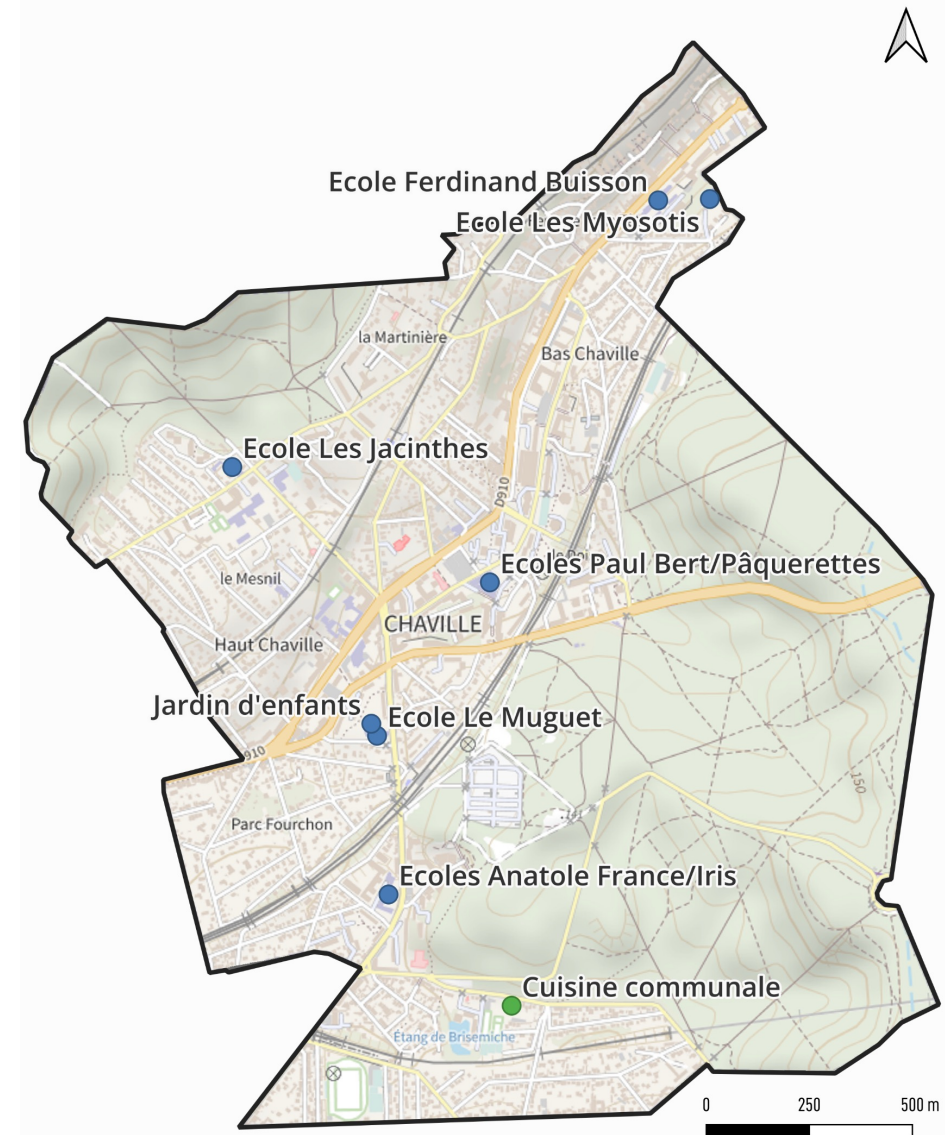 Ecole Ferdinand Buisson
Ecole Les Myosotis
la Martinière
Bas Chaville
Ecole Les Jacinthes
D910
Ecoles Paul Bert/Pâquerettes
le Mesnil
CHAVILLE
Haut Chaville
Jardin d'enfants
Ecole Le Muguet
910
150
Parc Fourchon
Ecoles Anatole France/Iris
Cuisine communale
Étang de Brisemiche
0 250 500 m